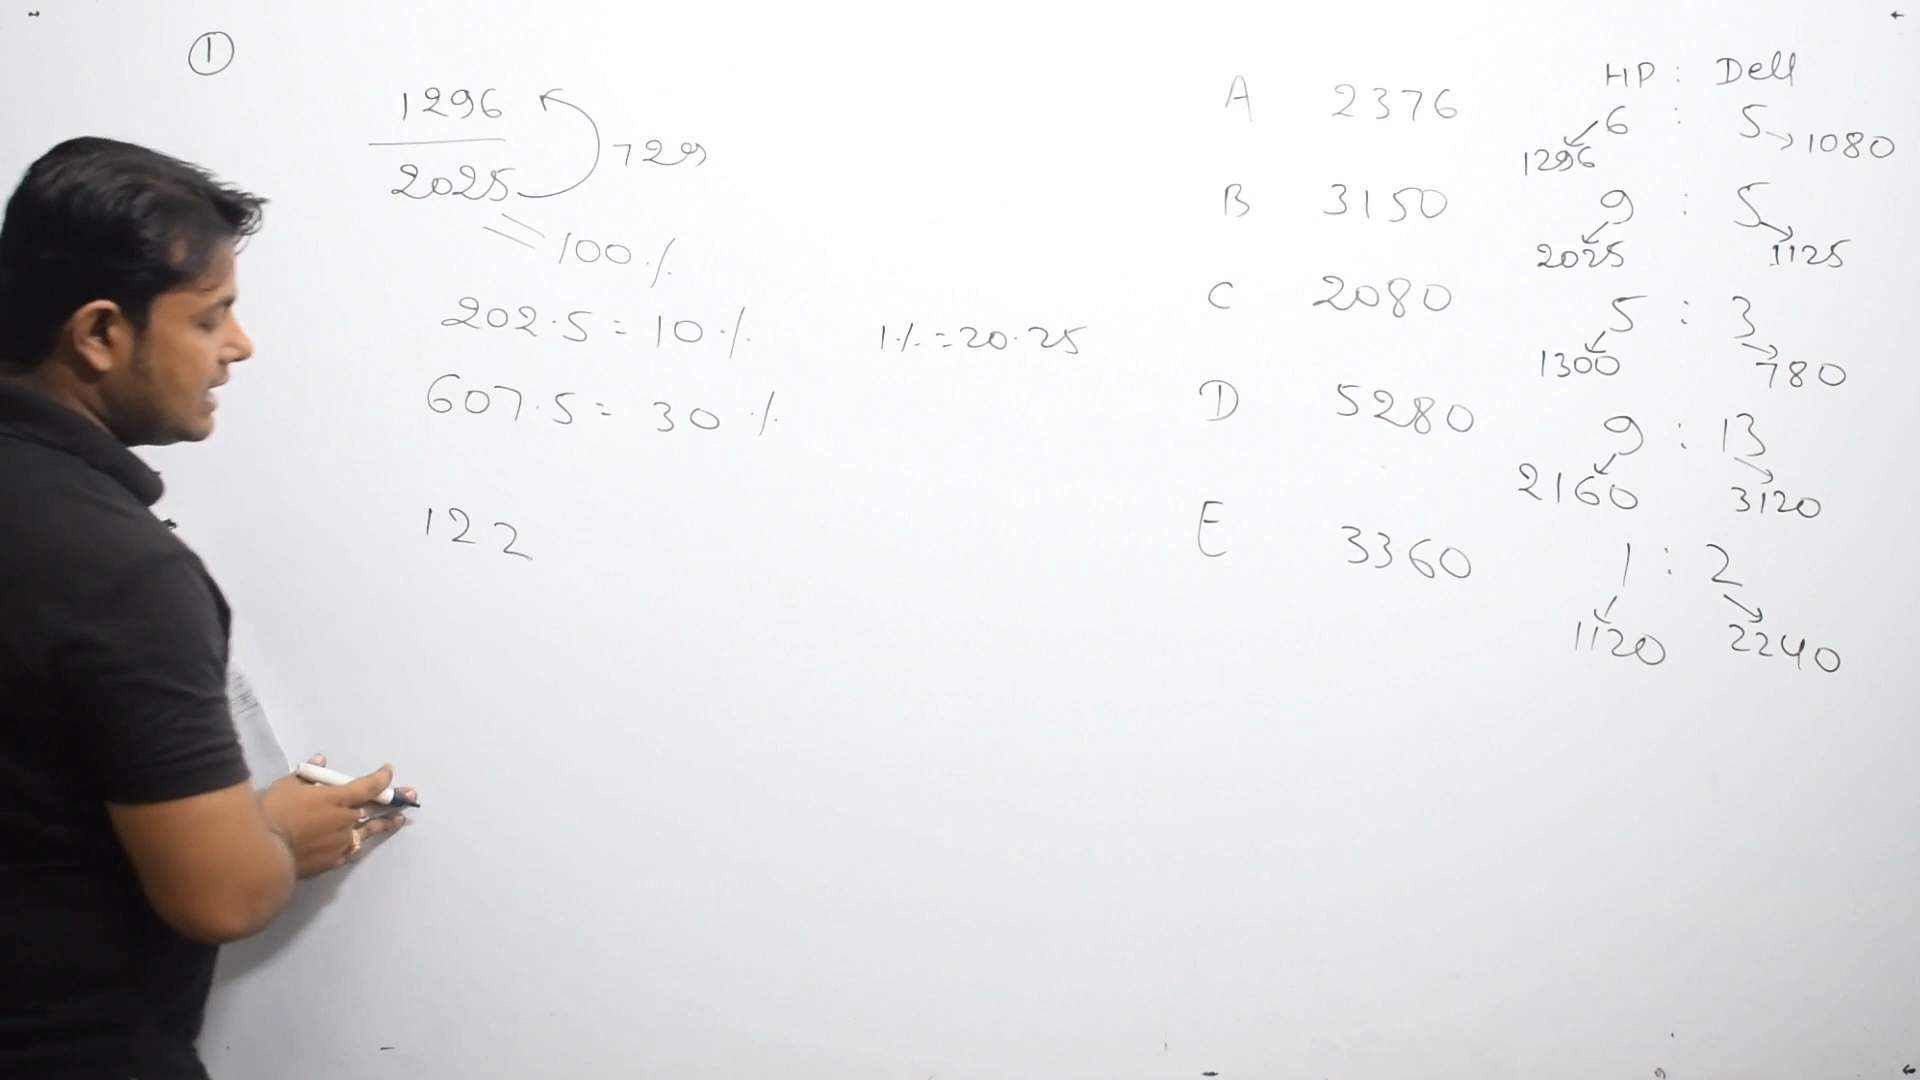 ①
1296
2025
729
= 100 %
202.5 = 10 %
1 % = 20.25
607.5 = 30 %
122
HP : Dell
A 2376 6 : 5 → 1080
1296
B 3150 9 : 5
2025 1125
C 2080 5 : 3
1300 780
D 5280 9 : 13
2160 3120
E 3360 1 : 2
1120 2240